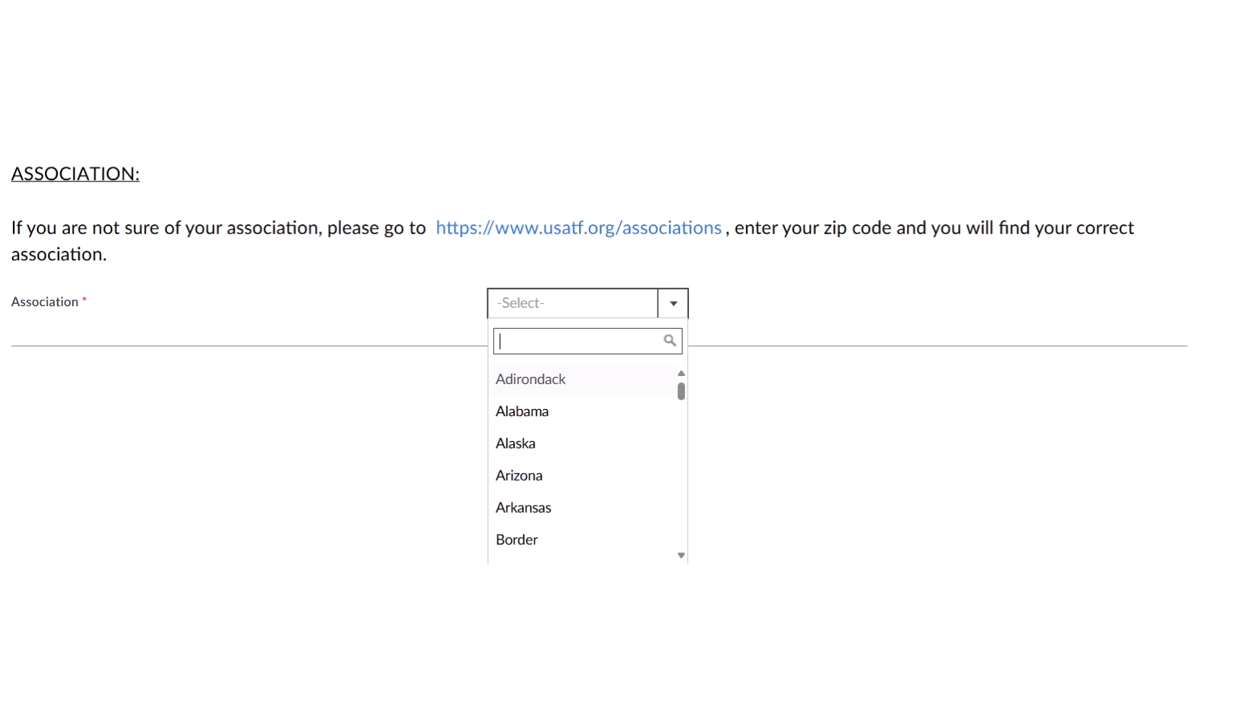 ASSOCIATION:
If you are not sure of your association, please go to https://www.usatf.org/associations , enter your zip code and you will find your correct
association.
Association *
-Select-
Adirondack
Alabama
Alaska
Arizona
Arkansas
Border